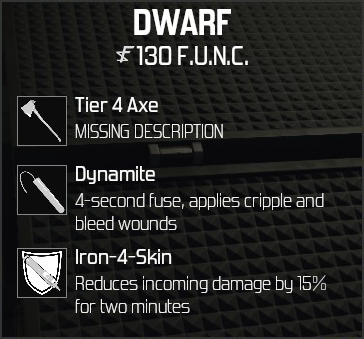 DWARF
130 F.U.N.C.
Tier 4 Axe
MISSING DESCRIPTION
Dynamite
4-second fuse, applies cripple and
bleed wounds
Iron-4-Skin
Reduces incoming damage by 15%
for two minutes